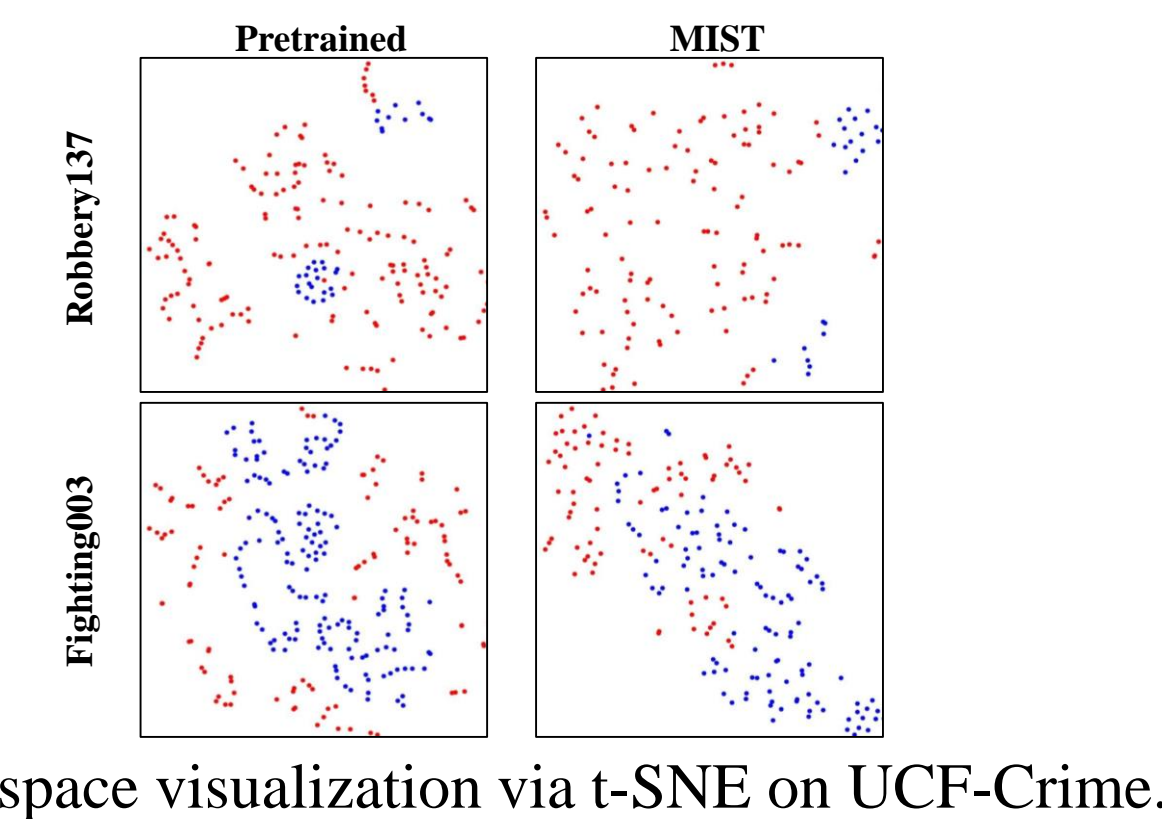 Pretrained
MIST
Robbery137
Fighting003
space visualization via t-SNE on UCF-Crime.